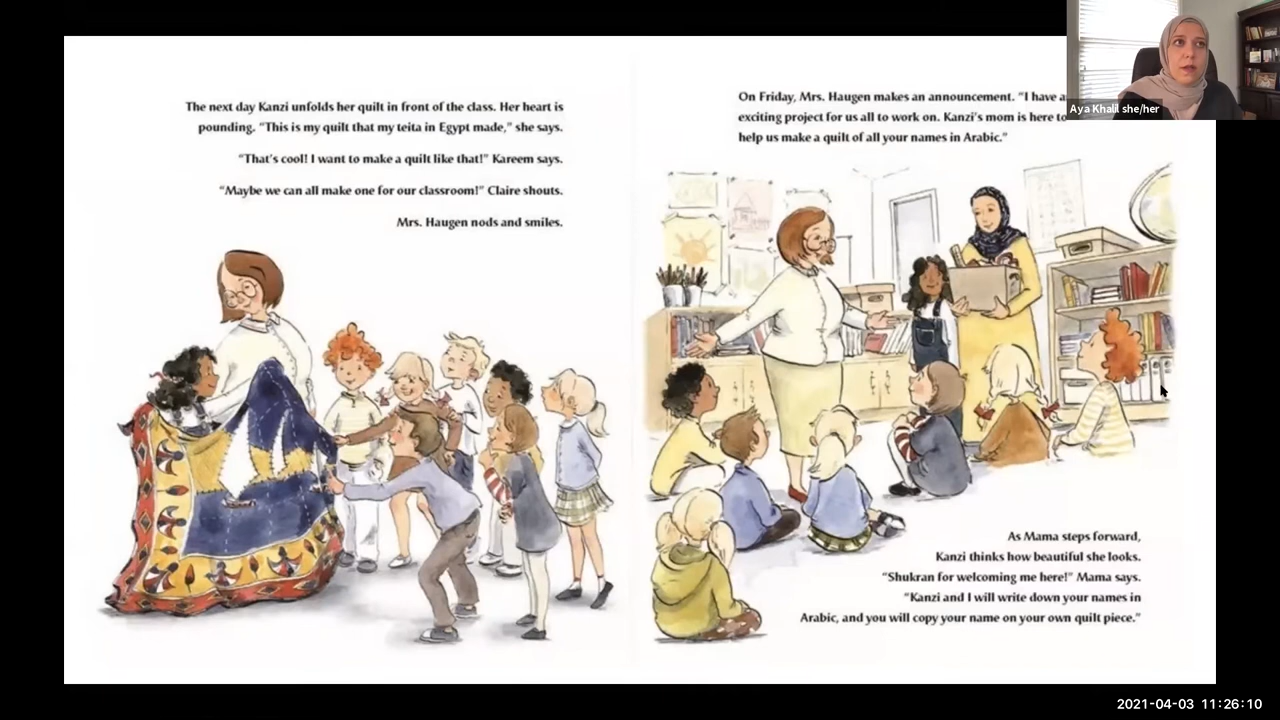 The next day Kanzi unfolds her quilt in front of the class. Her heart is
pounding. “This is my quilt that my teita in Egypt made,” she says.
“That’s cool! I want to make a quilt like that!” Kareem says.
“Maybe we can all make one for our classroom!” Claire shouts.
Mrs. Haugen nods and smiles.
On Friday, Mrs. Haugen makes an announcement. “I have
exciting project for us all to work on. Kanzi’s mom is here to
help us make a quilt of all your names in Arabic.”
As Mama steps forward,
Kanzi thinks how beautiful she looks.
“Shukran for welcoming me here!” Mama says.
“Kanzi and I will write down your names in
Arabic, and you will copy your name on your own quilt piece.”
Aya Khalil she/her
2021-04-03 11:26:10